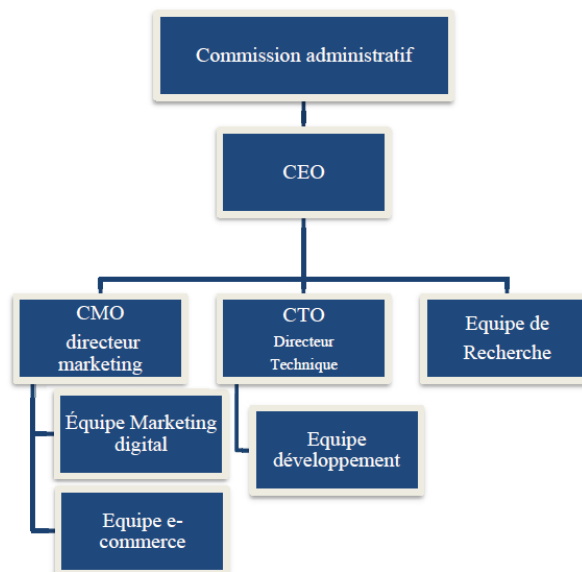 Commission administratif
CEO
CMO
directeur
marketing
CTO
Directeur
Technique
Equipe de
Recherche
Équipe Marketing
digital
Equipe
développement
Equipe e-
commerce